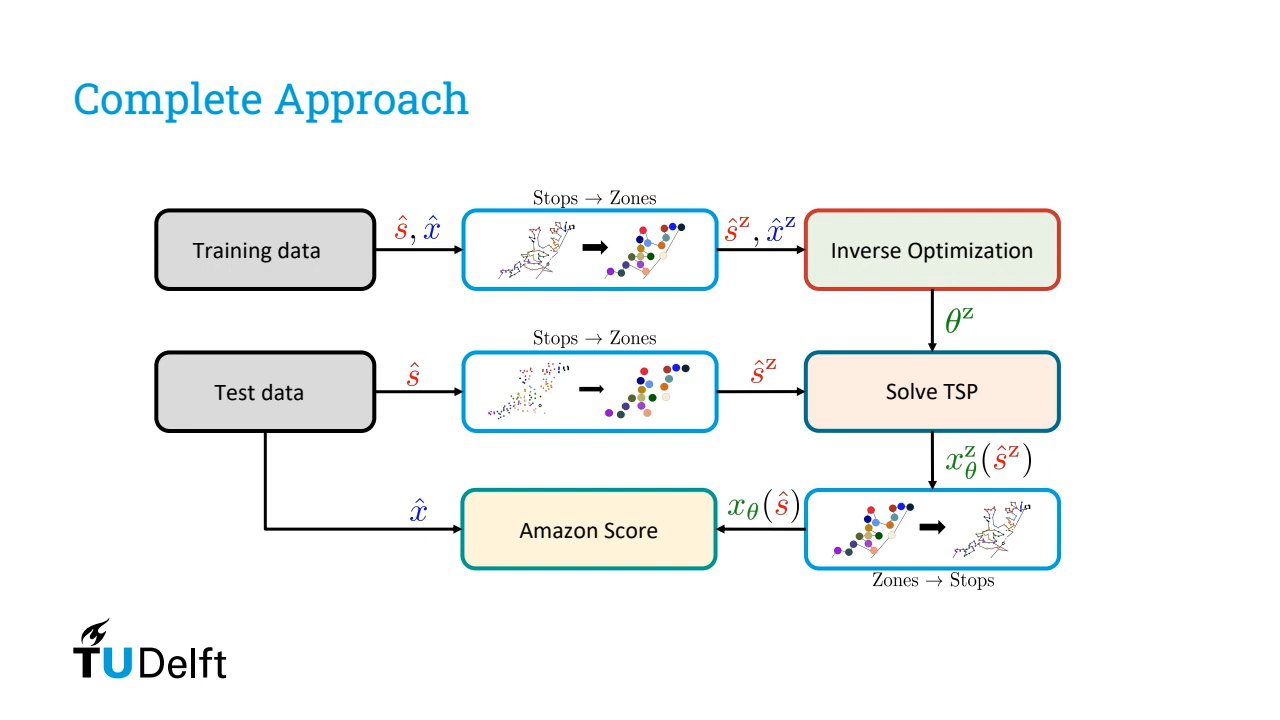 Complete Approach
Stops → Zones
Training data
ŝ, x̂
ŝᶻ, x̂ᶻ
Inverse Optimization
θᶻ
Stops → Zones
Test data
ŝ
ŝᶻ
Solve TSP
x_θᶻ(ŝᶻ)
x̂
Amazon Score
x_θ(ŝ)
Zones → Stops
TUDelft